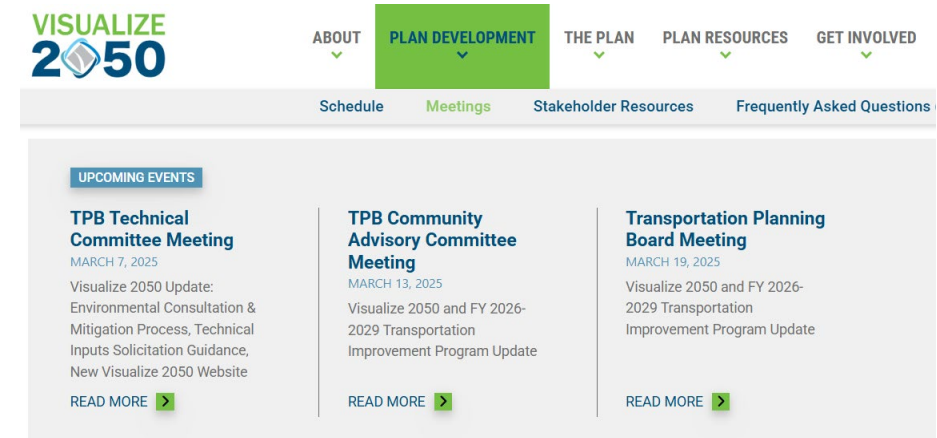 VISUALIZE
2050
ABOUT
PLAN DEVELOPMENT
THE PLAN
PLAN RESOURCES
GET INVOLVED
Schedule
Meetings
Stakeholder Resources
Frequently Asked Questions
UPCOMING EVENTS
TPB Technical
Committee Meeting
MARCH 7, 2025
Visualize 2050 Update:
Environmental Consultation &
Mitigation Process, Technical
Inputs Solicitation Guidance,
New Visualize 2050 Website
READ MORE
TPB Community
Advisory Committee
Meeting
MARCH 13, 2025
Visualize 2050 and FY 2026-
2029 Transportation
Improvement Program Update
READ MORE
Transportation Planning
Board Meeting
MARCH 19, 2025
Visualize 2050 and FY 2026-
2029 Transportation
Improvement Program Update
READ MORE